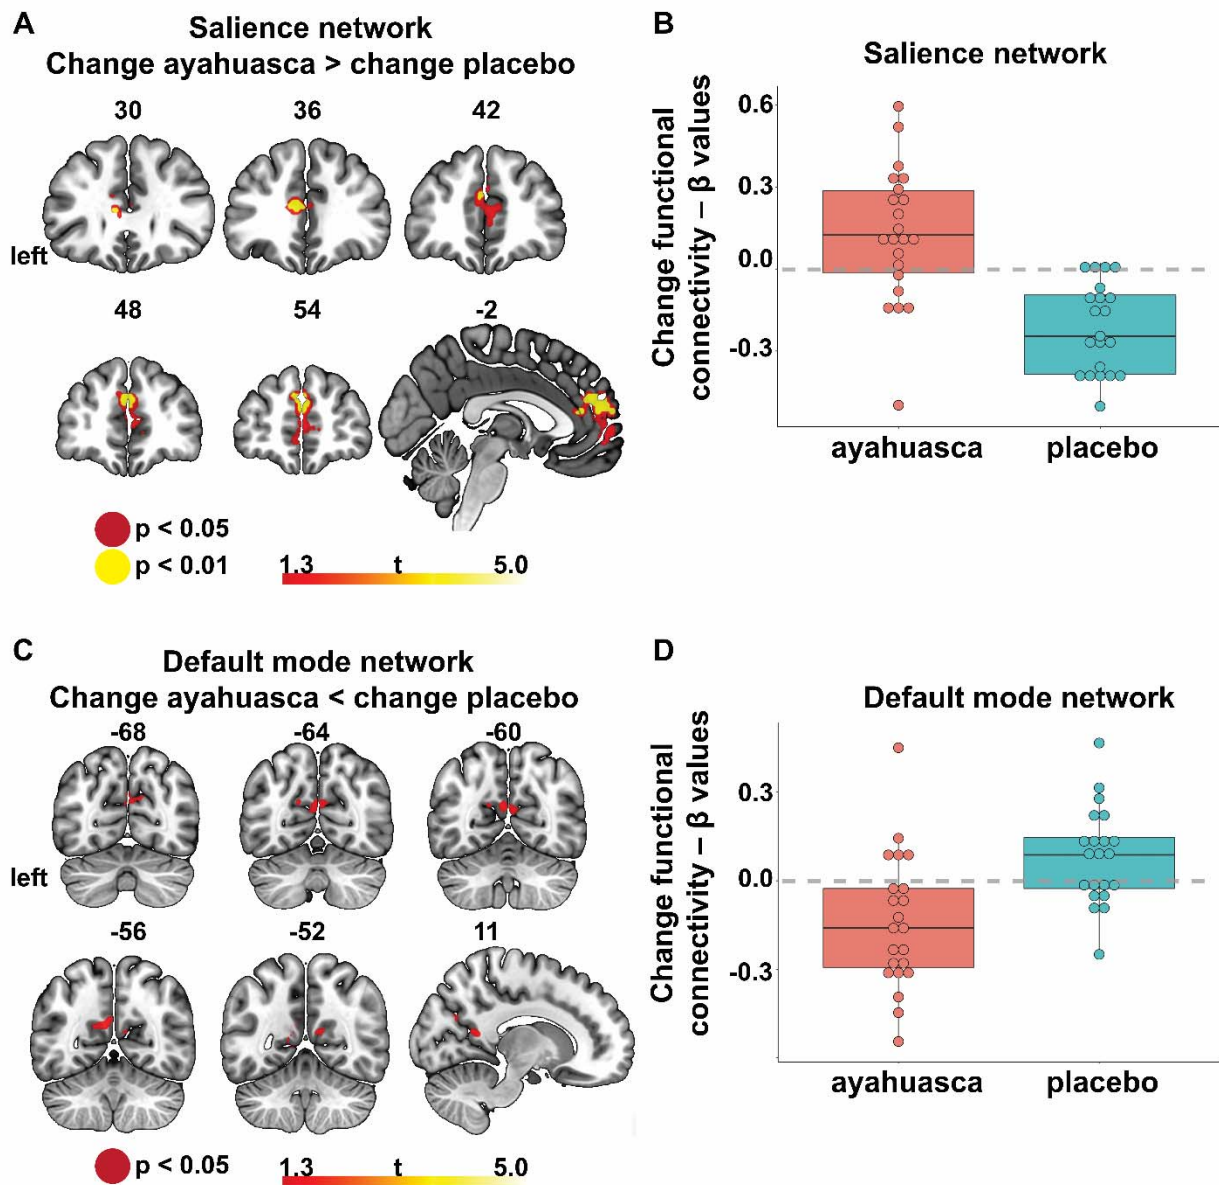 A
Salience network
Change ayahuasca > change placebo
30
36
42
left
48
54
-2
p < 0.05
p < 0.01
1.3 t 5.0
B
Salience network
Change functional
connectivity – β values
0.6
0.3
0.0
-0.3
ayahuasca
placebo
C
Default mode network
Change ayahuasca < change placebo
-68
-64
-60
left
-56
-52
11
p < 0.05
1.3 t 5.0
D
Default mode network
Change functional
connectivity – β values
0.3
0.0
-0.3
ayahuasca
placebo